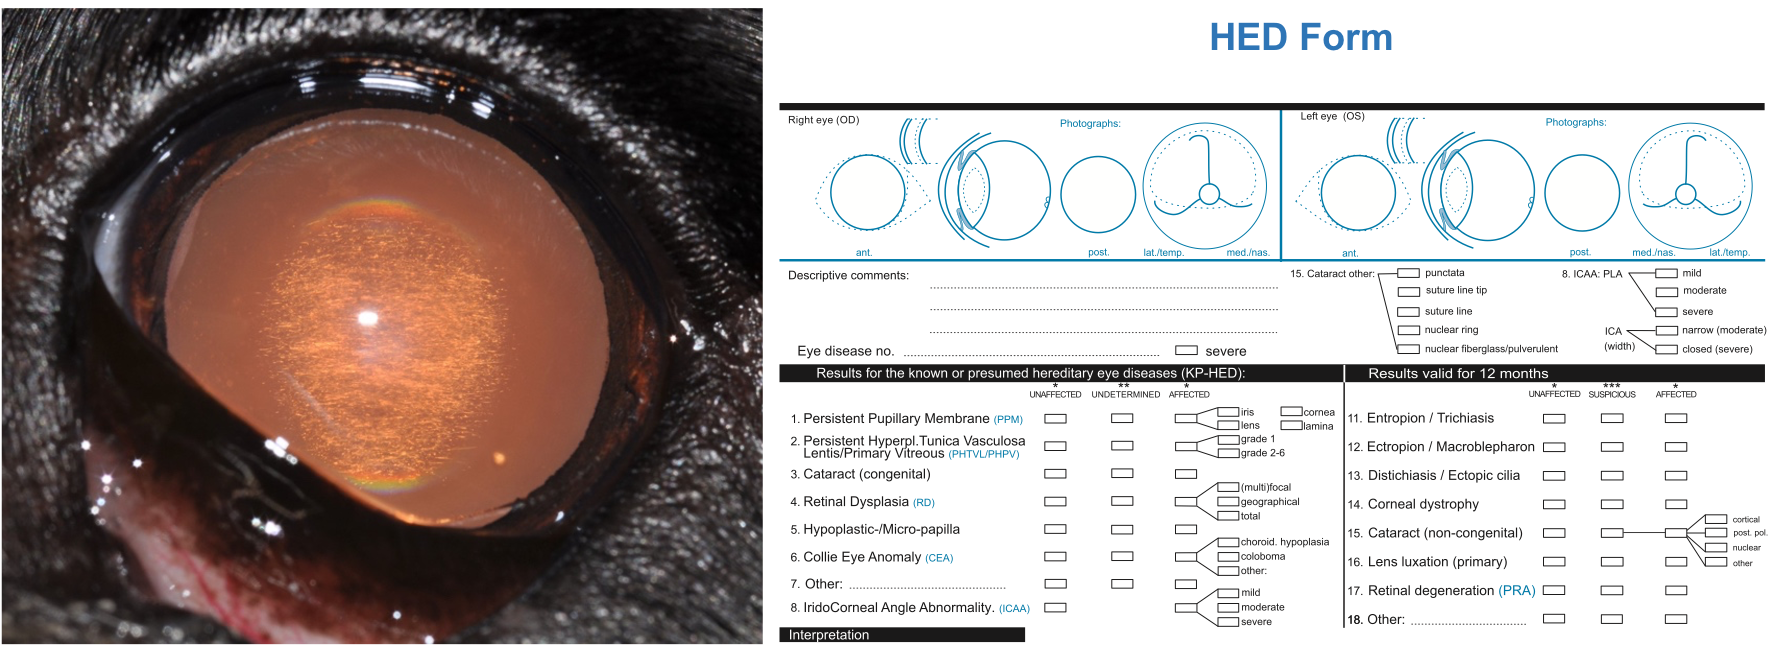 HED Form
Right eye (OD)
Photographs:
ant.
post.
lat./temp.
med./nas.
Left eye (OS)
Photographs:
ant.
post.
med./nas.
lat./temp.
Descriptive comments:
Eye disease no. severe
15. Cataract other:
punctata
suture line tip
suture line
nuclear ring
nuclear fiberglass/pulverulent
8. ICAA: PLA
mild
moderate
severe
ICA
(width)
narrow (moderate)
closed (severe)
Results for the known or presumed hereditary eye diseases (KP-HED):
* ** *
UNAFFECTED UNDETERMINED AFFECTED
1. Persistent Pupillary Membrane (PPM)
iris cornea
lens lamina
2. Persistent Hyperpl.Tunica Vasculosa
Lentis/Primary Vitreous (PHTVL/PHPV)
grade 1
grade 2-6
3. Cataract (congenital)
4. Retinal Dysplasia (RD)
(multi)focal
geographical
total
5. Hypoplastic-/Micro-papilla
6. Collie Eye Anomaly (CEA)
choroid. hypoplasia
coloboma
other:
7. Other:
8. IridoCorneal Angle Abnormality. (ICAA)
mild
moderate
severe
Interpretation
Results valid for 12 months
* *** *
UNAFFECTED SUSPICIOUS AFFECTED
11. Entropion / Trichiasis
12. Ectropion / Macroblepharon
13. Distichiasis / Ectopic cilia
14. Corneal dystrophy
15. Cataract (non-congenital)
cortical
post. pol.
nuclear
other
16. Lens luxation (primary)
17. Retinal degeneration (PRA)
18. Other: